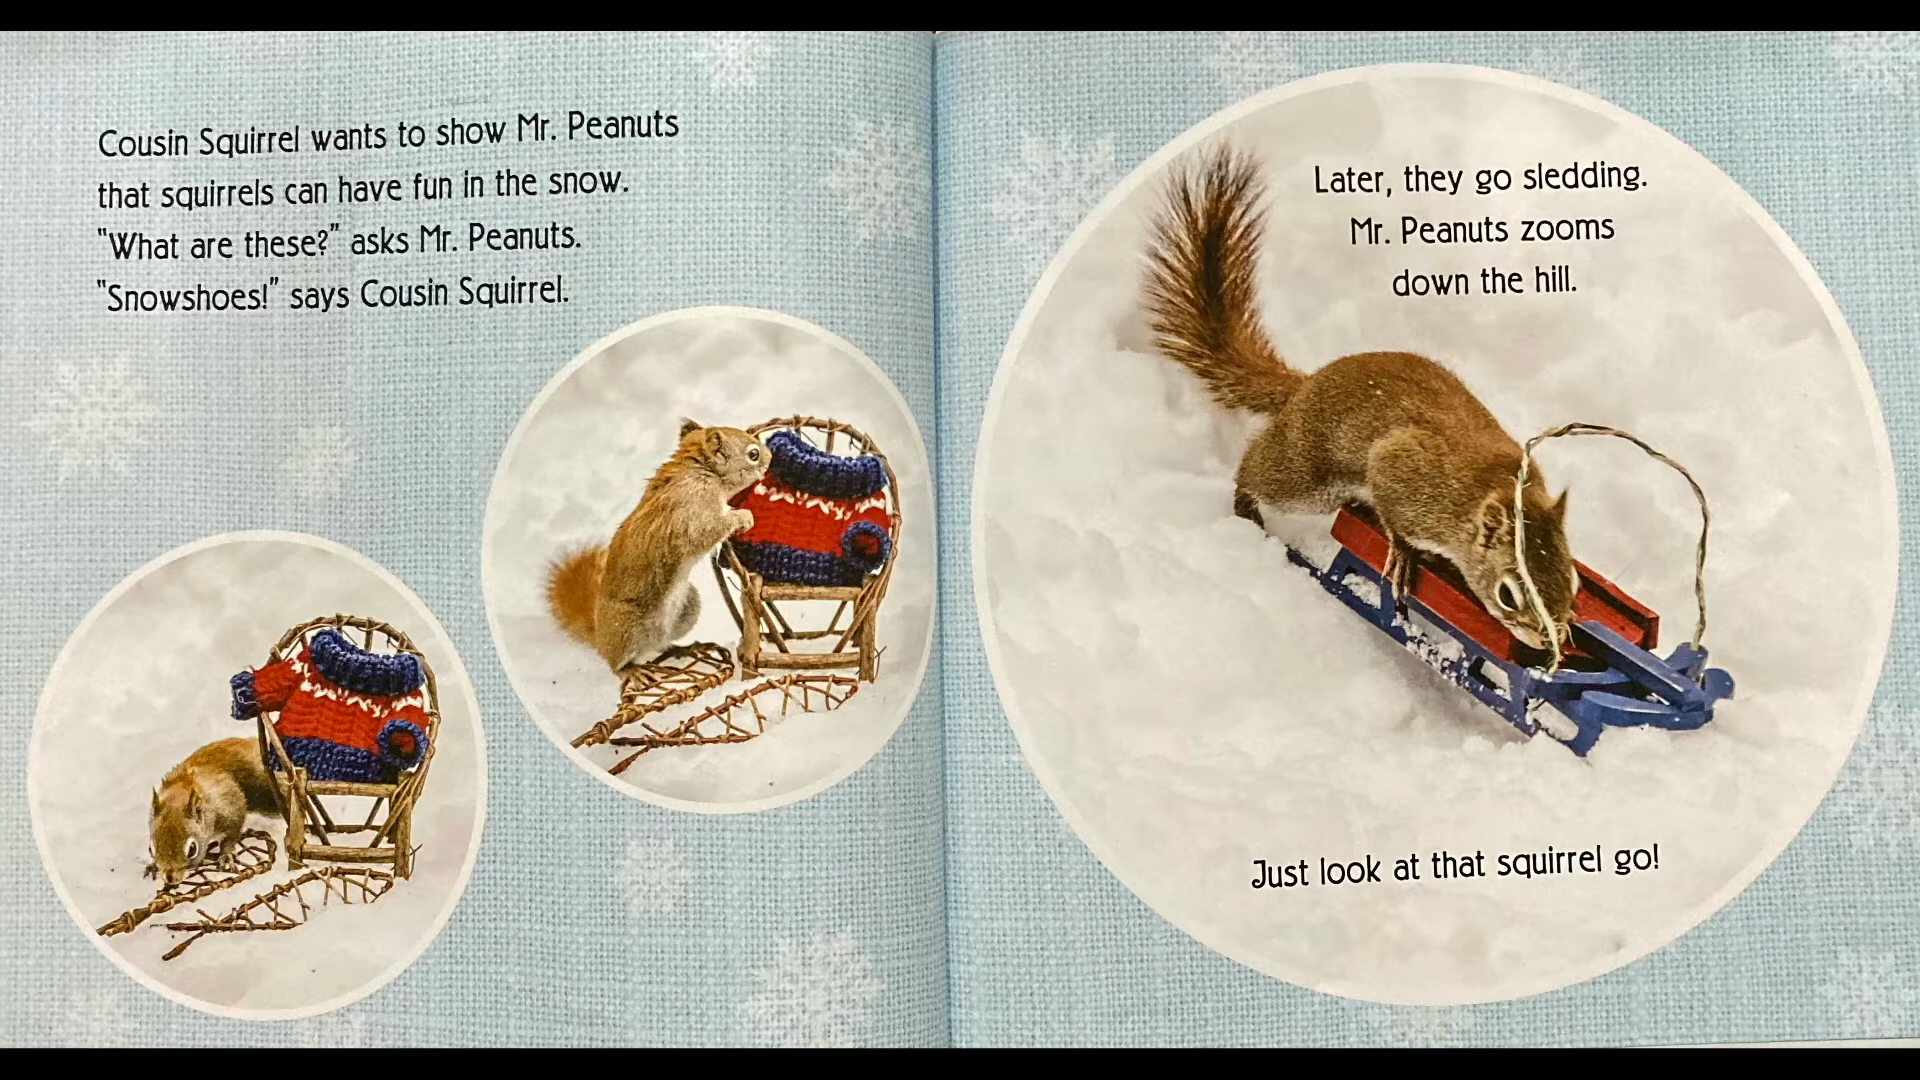 Cousin Squirrel wants to show Mr. Peanuts
that squirrels can have fun in the snow.
"What are these?" asks Mr. Peanuts.
"Snowshoes!" says Cousin Squirrel.
Later, they go sledding.
Mr. Peanuts zooms
down the hill.
Just look at that squirrel go!